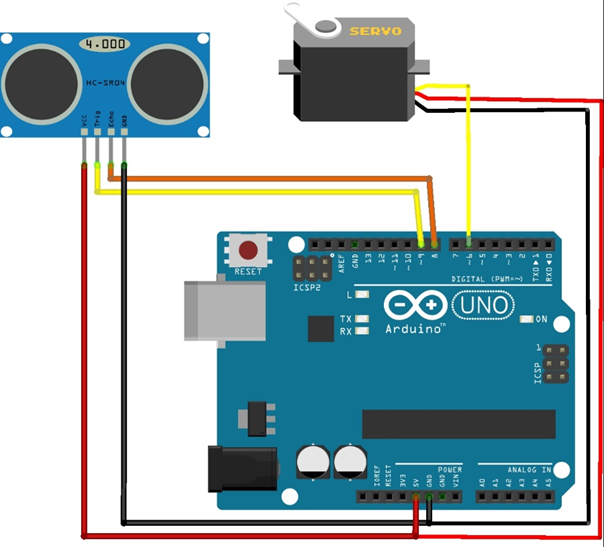 4.000
SERVO
HC-SR04
VCC
Trig
Echo
GND
RESET
ICSP2
AREF
GND
13
12
~11
~10
~9
8
7
~6
~5
4
~3
2
TXD▶1
RXD◀0
DIGITAL (PWM=~)
L
TX
RX
UNO
Arduino™
ON
1
ICSP
POWER
ANALOG IN
IOREF
RESET
3V3
5V
GND
GND
VIN
A0
A1
A2
A3
A4
A5